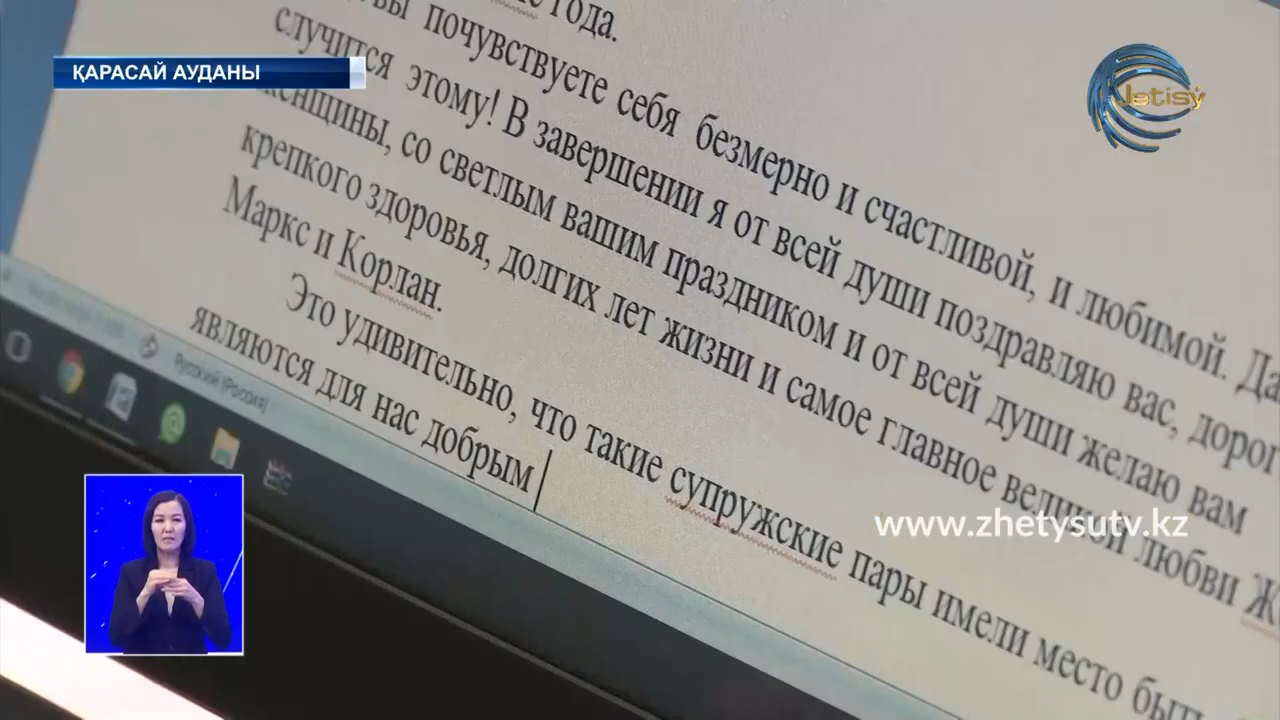 ҚАРАСАЙ АУДАНЫ
Jetisý
года.
вы почувствуете себя безмерно и счастливой, и любимой. Да
случится этому! В завершении я от всей души поздравляю вас, дорог
женщины, со светлым вашим праздником и от всей души желаю вам
крепкого здоровья, долгих лет жизни и самое главное великой любви Ж
Маркс и Корлан.
Это удивительно, что такие супружские пары имели место быть
являются для нас добрым
Русский (Россия)
www.zhetysutv.kz